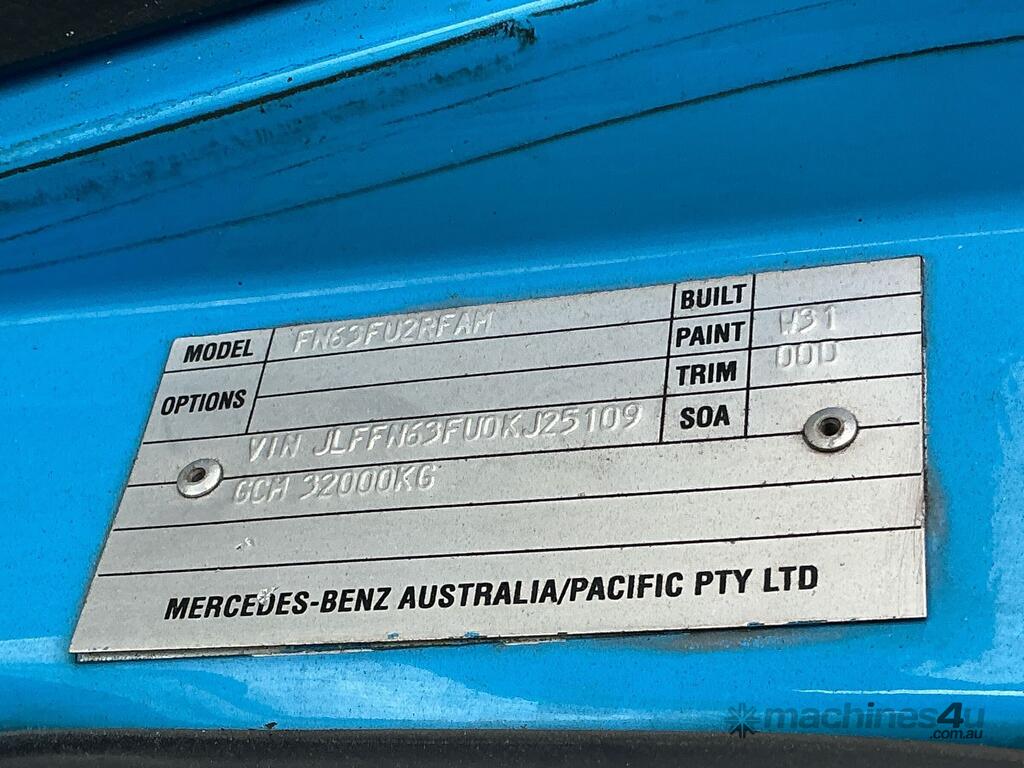 MODEL FN63FU2RFAM BUILT
PAINT W31
OPTIONS TRIM 000
SOA
VIN JLFFN63FU0KJ25109
GCM 32000KG
MERCEDES-BENZ AUSTRALIA/PACIFIC PTY LTD
machines4u
.com.au